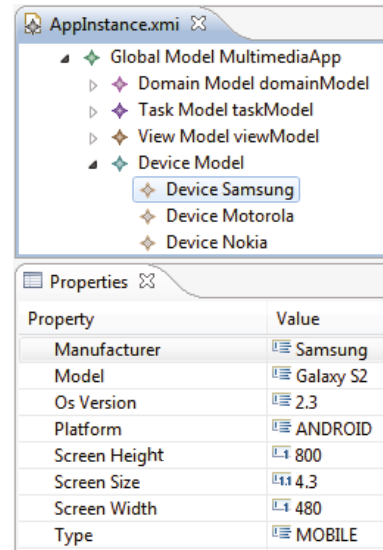 AppInstance.xmi
Global Model MultimediaApp
Domain Model domainModel
Task Model taskModel
View Model viewModel
Device Model
Device Samsung
Device Motorola
Device Nokia
Properties
Property Value
Manufacturer Samsung
Model Galaxy S2
Os Version 2.3
Platform ANDROID
Screen Height 800
Screen Size 4.3
Screen Width 480
Type MOBILE